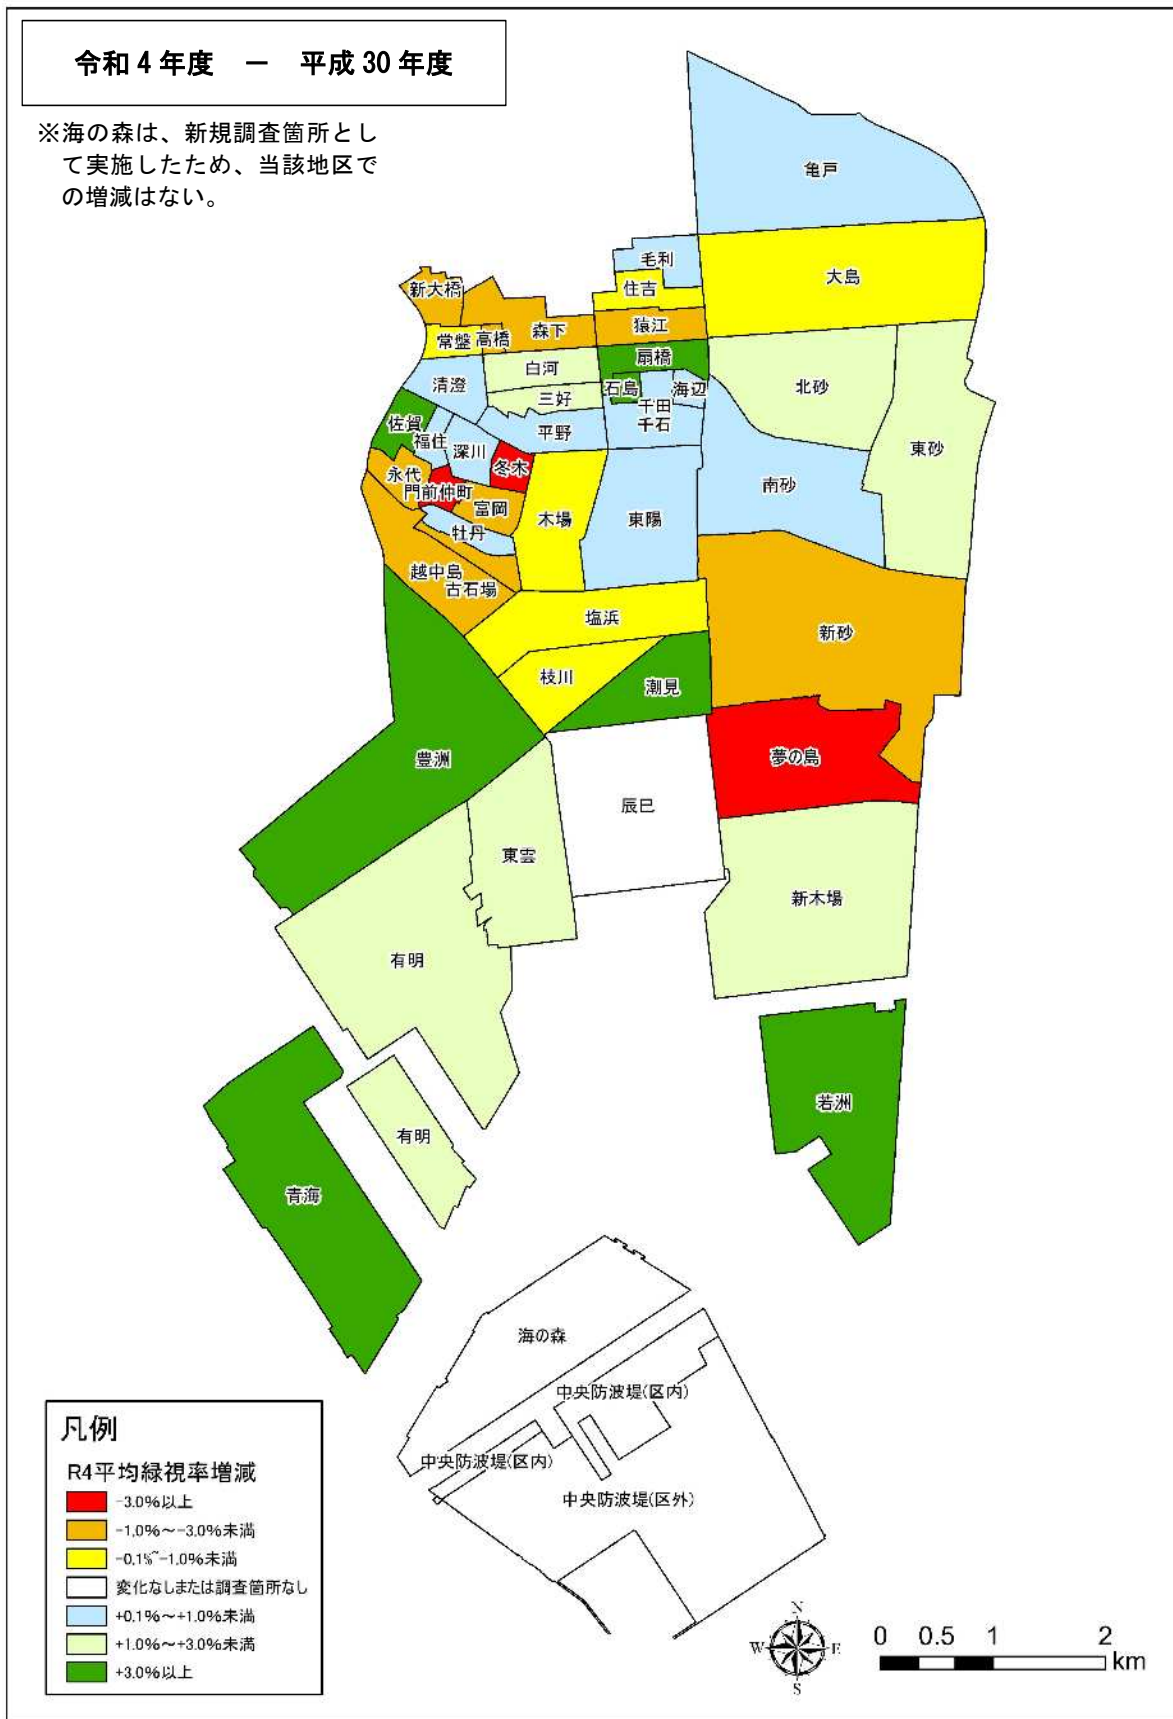 令和4年度 － 平成30年度
※海の森は、新規調査箇所とし
て実施したため、当該地区で
の増減はない。
亀戸
毛利
大島
住吉
新大橋
森下
猿江
常盤
高橋
扇橋
白河
清澄
石島
海辺
北砂
三好
千田
千石
佐賀
福住
平野
深川
冬木
東砂
永代
門前仲町
富岡
木場
東陽
南砂
牡丹
越中島
古石場
塩浜
新砂
枝川
潮見
豊洲
夢の島
辰巳
東雲
新木場
有明
若洲
有明
青海
海の森
中央防波堤(区内)
中央防波堤(区内)
中央防波堤(区外)
凡例
R4平均緑視率増減
-3.0%以上
-1.0%～-3.0%未満
-0.1%~-1.0%未満
変化なしまたは調査箇所なし
+0.1%～+1.0%未満
+1.0%～+3.0%未満
+3.0%以上
N
W E
S
0 0.5 1 2
km